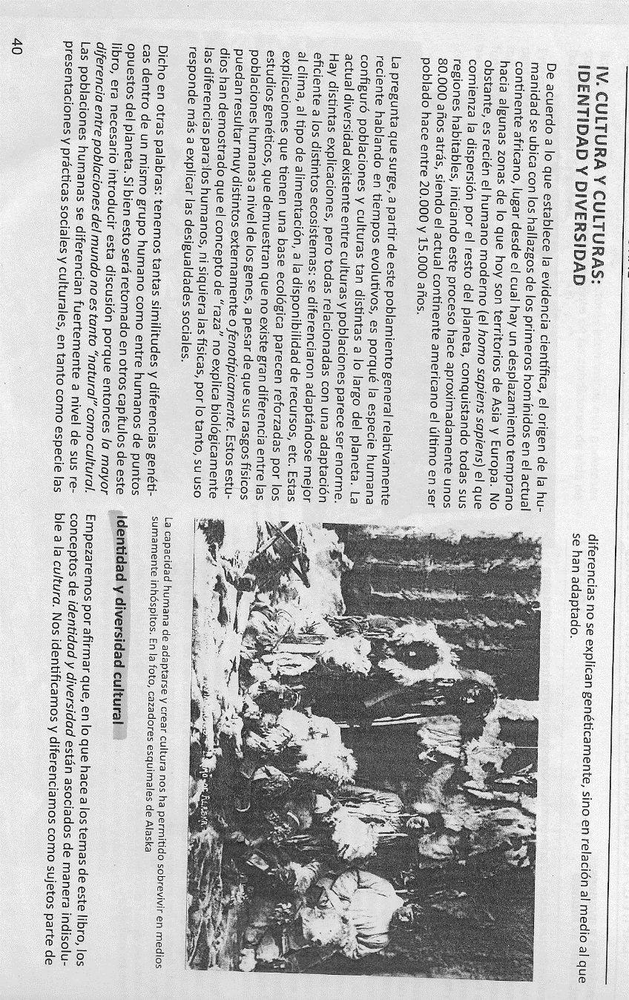 IV. CULTURA Y CULTURAS:
IDENTIDAD Y DIVERSIDAD
De acuerdo a lo que establece la evidencia científica, el origen de la hu-
manidad se ubica con los hallazgos de los primeros homínidos en el actual
continente africano, lugar desde el cual hay un desplazamiento temprano
hacia algunas zonas de lo que hoy son territorios de Asia y Europa. No
obstante, es recién el humano moderno (el homo sapiens sapiens) el que
comienza la dispersión por el resto del planeta, conquistando todas sus
regiones habitables, iniciando este proceso hace aproximadamente unos
80.000 años atrás, siendo el actual continente americano el último en ser
poblado hace entre 20.000 y 15.000 años.
La pregunta que surge, a partir de este poblamiento general relativamente
reciente hablando en tiempos evolutivos, es porqué la especie humana
configuró poblaciones y culturas tan distintas a lo largo del planeta. La
actual diversidad existente entre culturas y poblaciones parece ser enorme.
Hay distintas explicaciones, pero todas relacionadas con una adaptación
eficiente a los distintos ecosistemas: se diferenciaron adaptándose mejor
al clima, al tipo de alimentación, a la disponibilidad de recursos, etc. Estas
explicaciones que tienen una base ecológica parecen reforzadas por los
estudios genéticos, que demuestran que no existe gran diferencia entre las
poblaciones humanas a nivel de los genes, a pesar de que sus rasgos físicos
puedan resultar muy distintos externamente o fenotípicamente. Estos estu-
dios han demostrado que el concepto de "raza" no explica biológicamente
las diferencias para los humanos, ni siquiera las físicas, por lo tanto, su uso
responde más a explicar las desigualdades sociales.
Dicho en otras palabras: tenemos tantas similitudes y diferencias genéti-
cas dentro de un mismo grupo humano como entre humanos de puntos
opuestos del planeta. Si bien esto será retomado en otros capítulos de este
libro, era necesario introducir esta discusión porque entonces la mayor
diferencia entre poblaciones del mundo no es tanto "natural" como cultural.
Las poblaciones humanas se diferencian fuertemente a nivel de sus re-
presentaciones y prácticas sociales y culturales, en tanto como especie las
diferencias no se explican genéticamente, sino en relación al medio al que
se han adaptado.
La capacidad humana de adaptarse y crear cultura nos ha permitido sobrevivir en medios
sumamente inhóspitos. En la foto, cazadores esquimales de Alaska
Identidad y diversidad cultural
Empezaremos por afirmar que, en lo que hace a los temas de este libro, los
conceptos de identidad y diversidad están asociados de manera indisolu-
ble a la cultura. Nos identificamos y diferenciamos como sujetos parte de
40